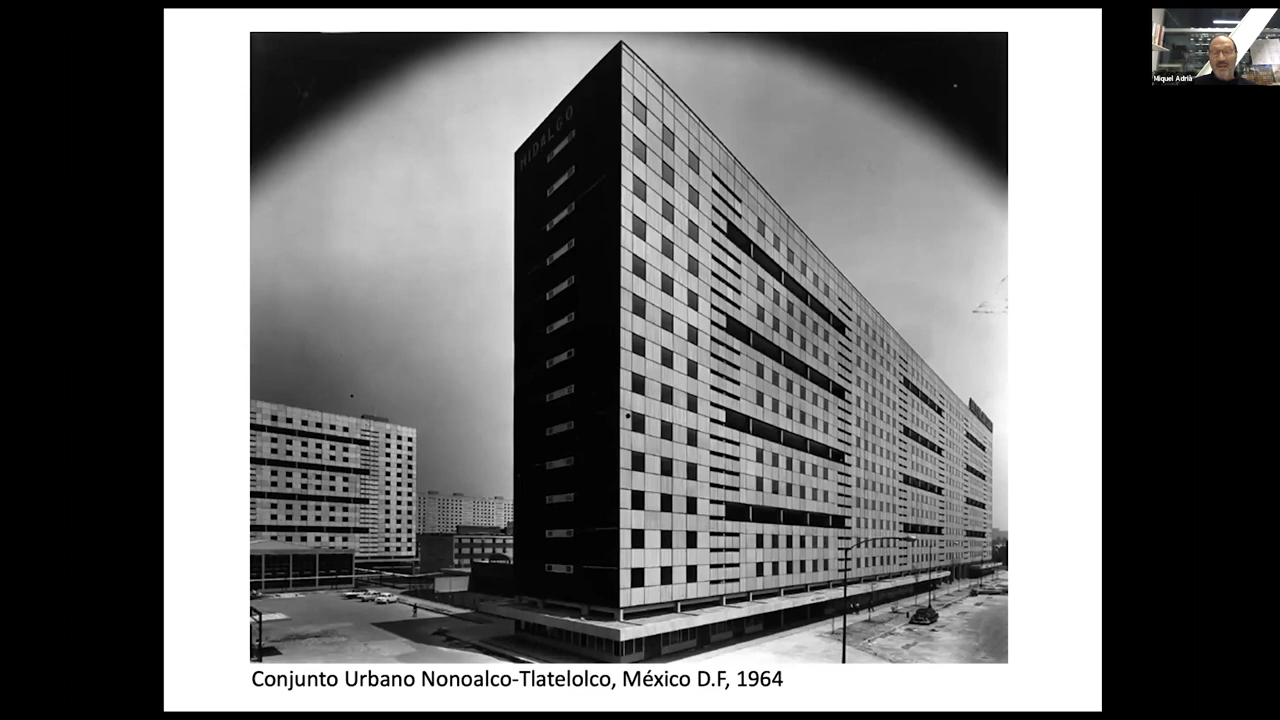 Miquel Adrià
HIDALGO
Conjunto Urbano Nonoalco-Tlatelolco, México D.F, 1964